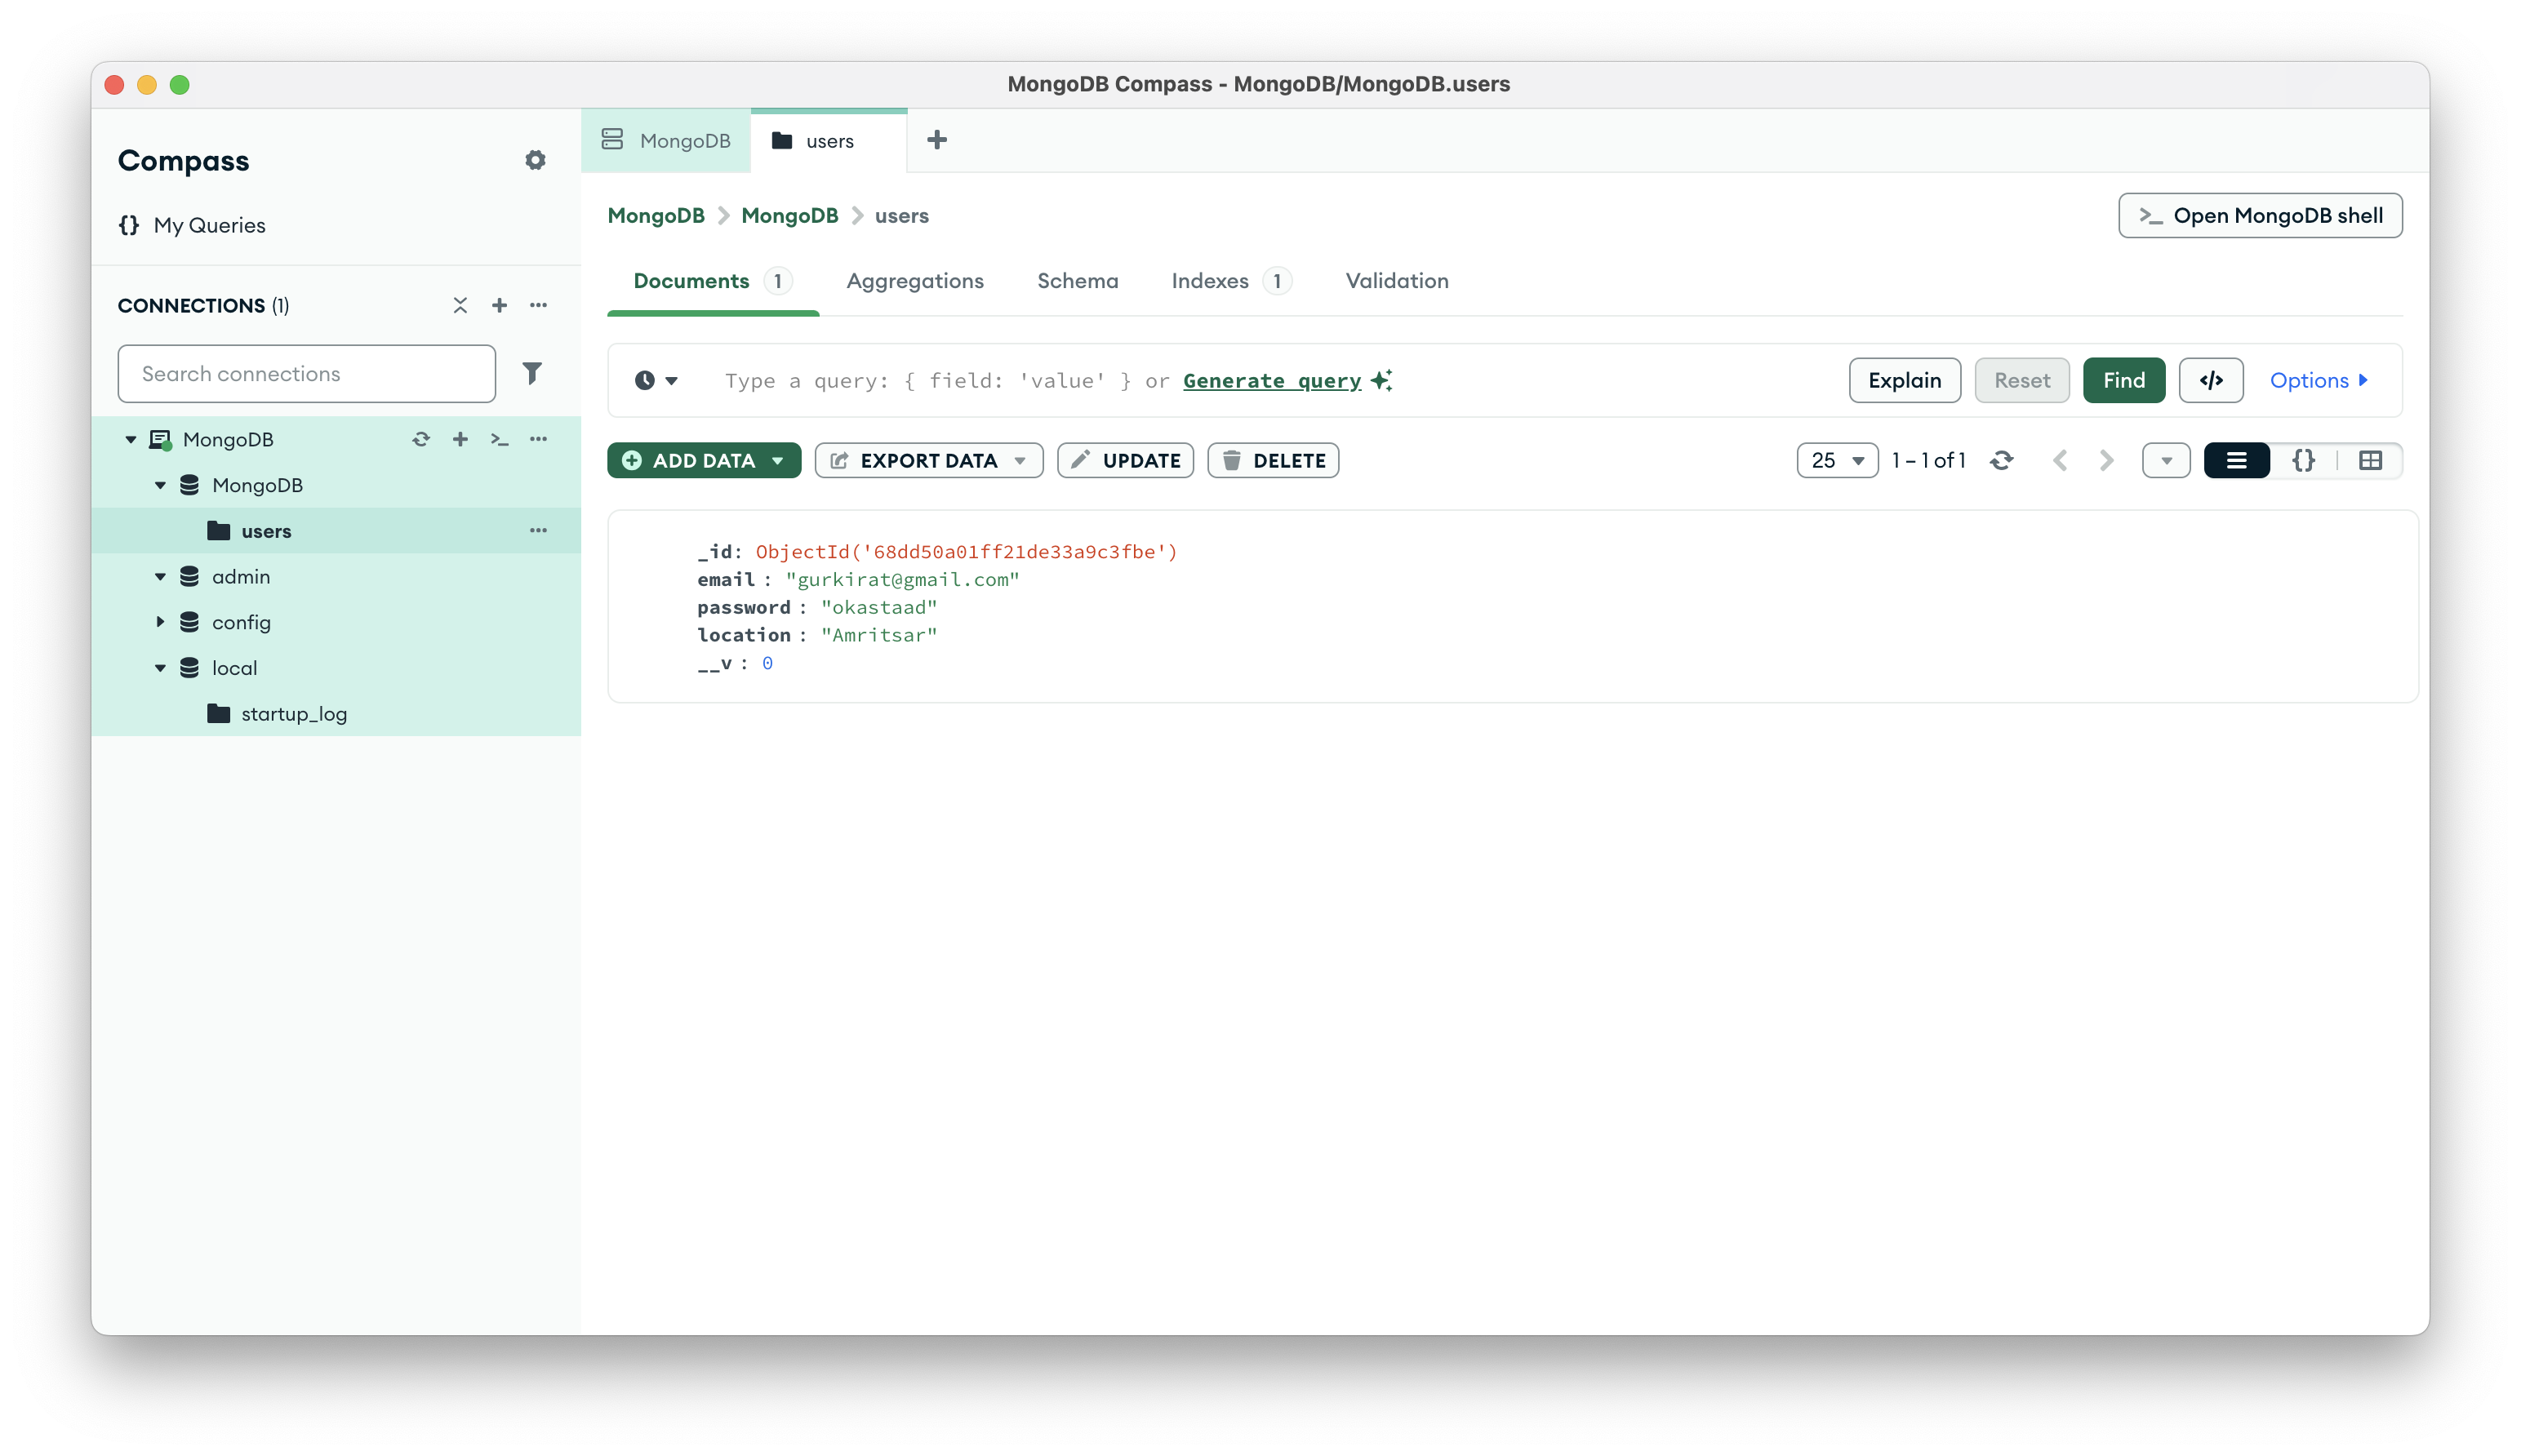 MongoDB Compass - MongoDB/MongoDB.users
Compass
{} My Queries
CONNECTIONS (1)
Search connections
MongoDB
MongoDB
users
admin
config
local
startup_log
MongoDB
users
MongoDB > MongoDB > users
>_ Open MongoDB shell
Documents 1
Aggregations
Schema
Indexes 1
Validation
Type a query: { field: 'value' } or Generate query
Explain
Reset
Find
</>
Options
ADD DATA
EXPORT DATA
UPDATE
DELETE
25
1 – 1 of 1
{}
_id: ObjectId('68dd50a01ff21de33a9c3fbe')
email : "gurkirat@gmail.com"
password : "okastaad"
location : "Amritsar"
__v : 0